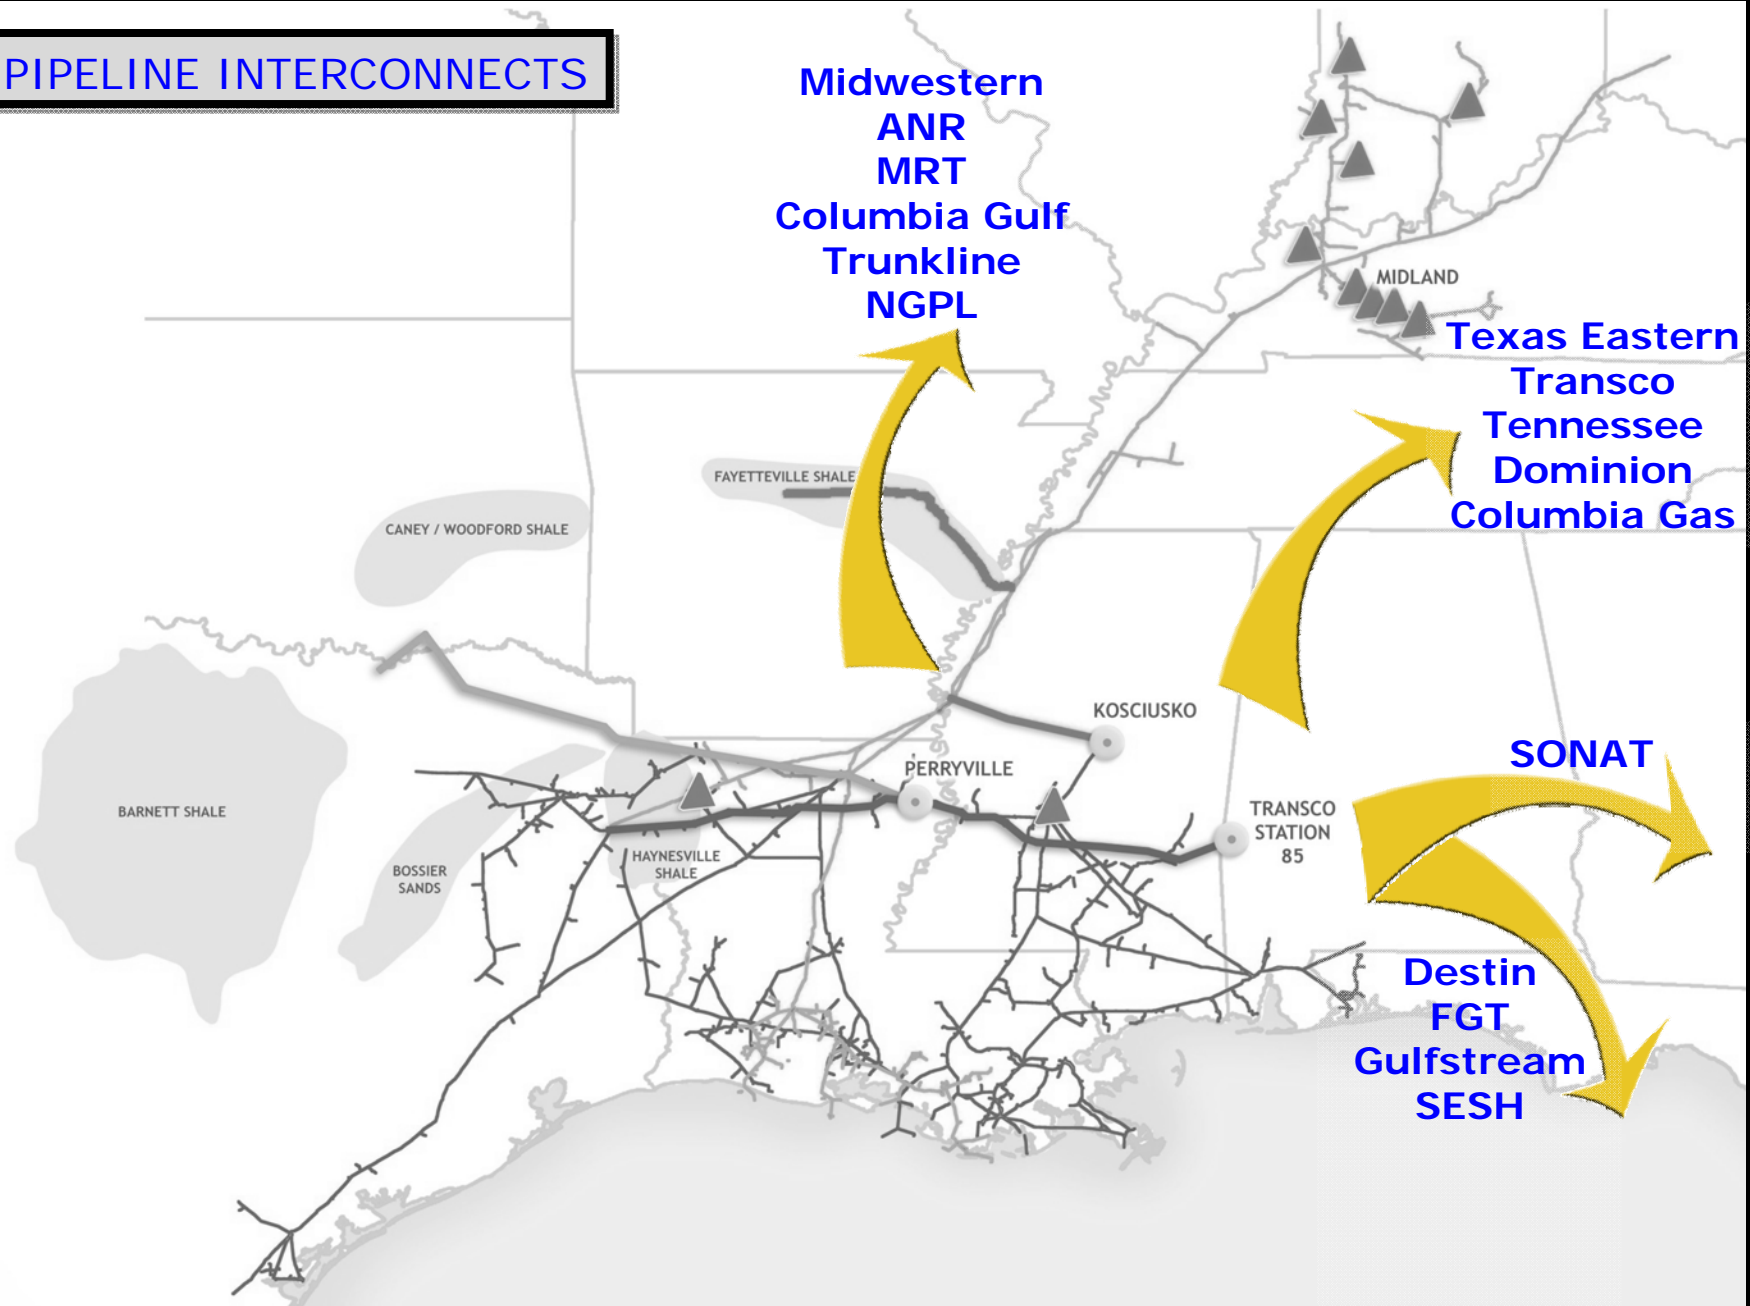 PIPELINE INTERCONNECTS
Midwestern
ANR
MRT
Columbia Gulf
Trunkline
NGPL
MIDLAND
Texas Eastern
Transco
Tennessee
Dominion
Columbia Gas
FAYETTEVILLE SHALE
CANEY / WOODFORD SHALE
KOSCIUSKO
PERRYVILLE
SONAT
BARNETT SHALE
TRANSCO
STATION
85
HAYNESVILLE
SHALE
BOSSIER
SANDS
Destin
FGT
Gulfstream
SESH